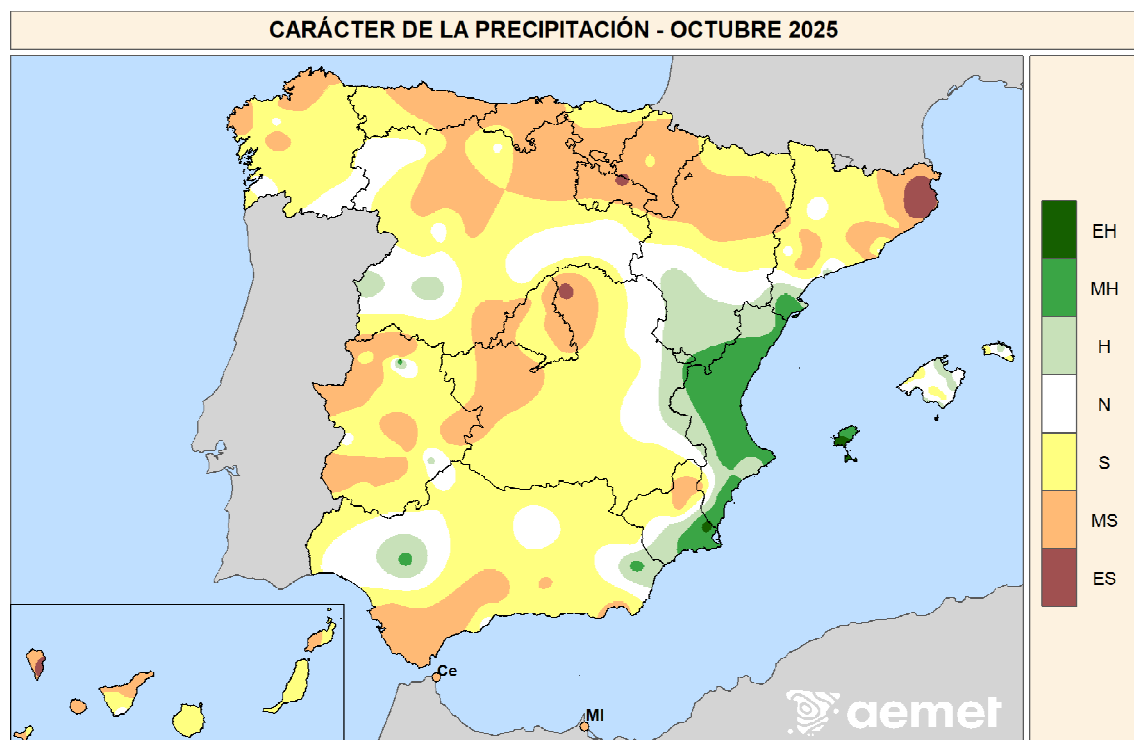 CARÁCTER DE LA PRECIPITACIÓN - OCTUBRE 2025
EH
MH
H
N
S
MS
ES
Ce
Ml
aemet